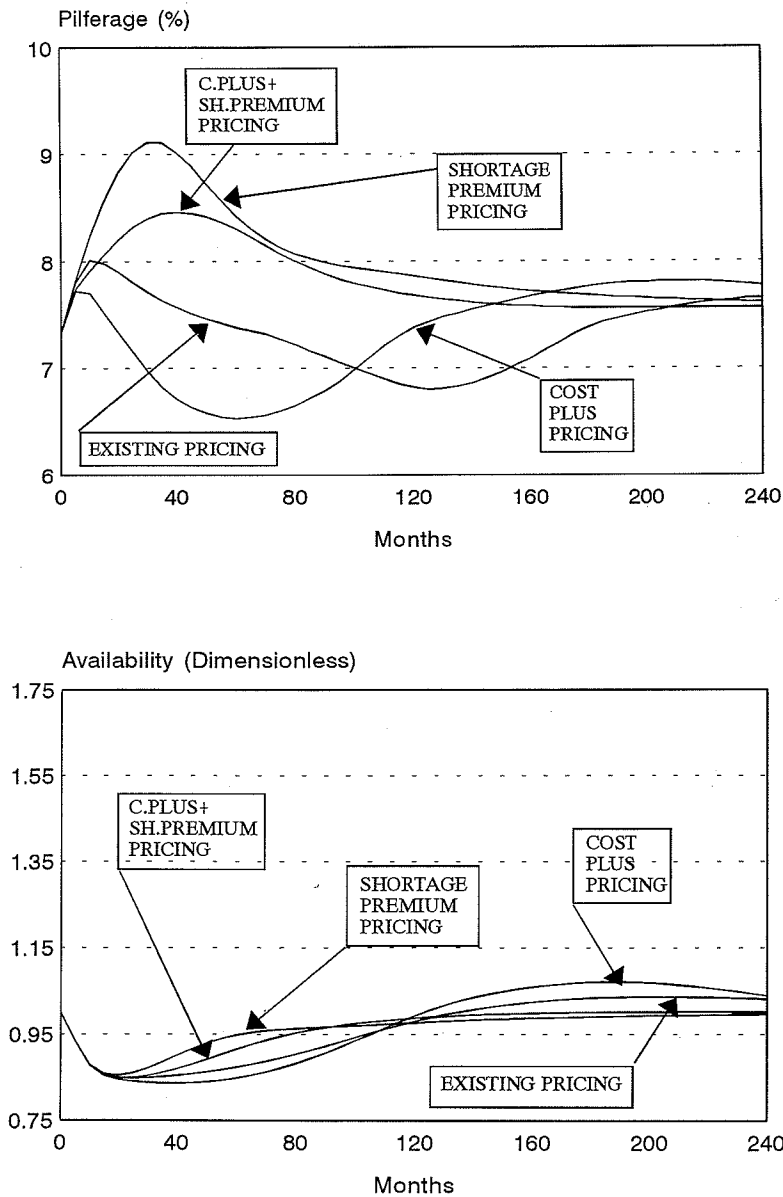 Pilferage (%)
10
C.PLUS+
SH.PREMIUM
PRICING
9
SHORTAGE
PREMIUM
PRICING
8
7
COST
PLUS
PRICING
EXISTING PRICING
6
0 40 80 120 160 200 240
Months
Availability (Dimensionless)
1.75
1.55
C.PLUS+
SH.PREMIUM
PRICING
COST
PLUS
PRICING
1.35
SHORTAGE
PREMIUM
PRICING
1.15
0.95
EXISTING PRICING
0.75
0 40 80 120 160 200 240
Months